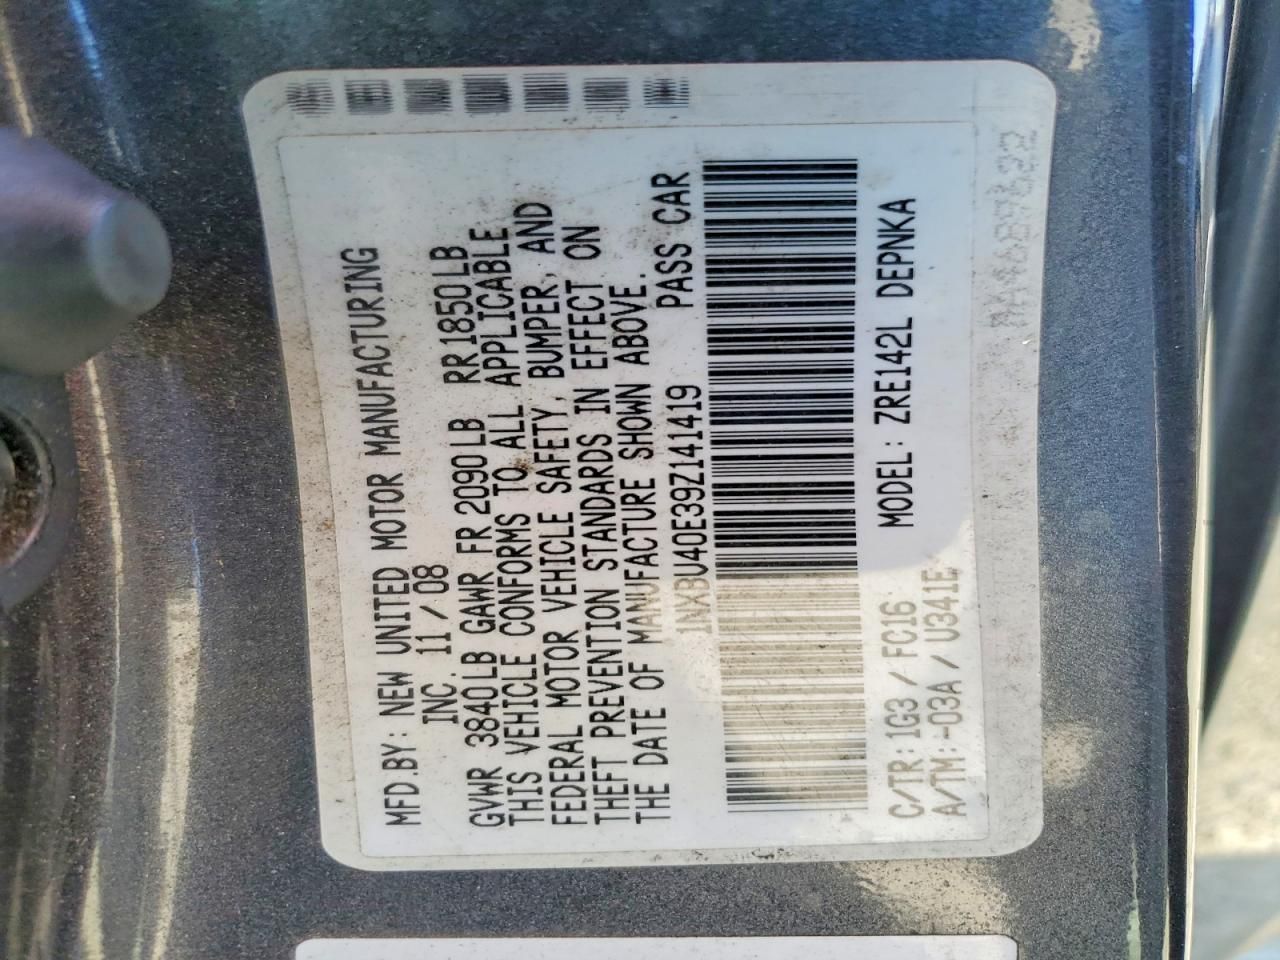 MFD.BY: NEW UNITED MOTOR MANUFACTURING
INC. 11/08
GVWR 3840LB GAWR FR 2090LB RR 1850LB
THIS VEHICLE CONFORMS TO ALL APPLICABLE
FEDERAL MOTOR VEHICLE SAFETY, BUMPER, AND
THEFT PREVENTION STANDARDS IN EFFECT ON
THE DATE OF MANUFACTURE SHOWN ABOVE.
1NXBU40E39Z141419 PASS CAR
MODEL: ZRE142L DEPNKA
C/TR: 1G3 / FC16
A/TM:-03A / U341E